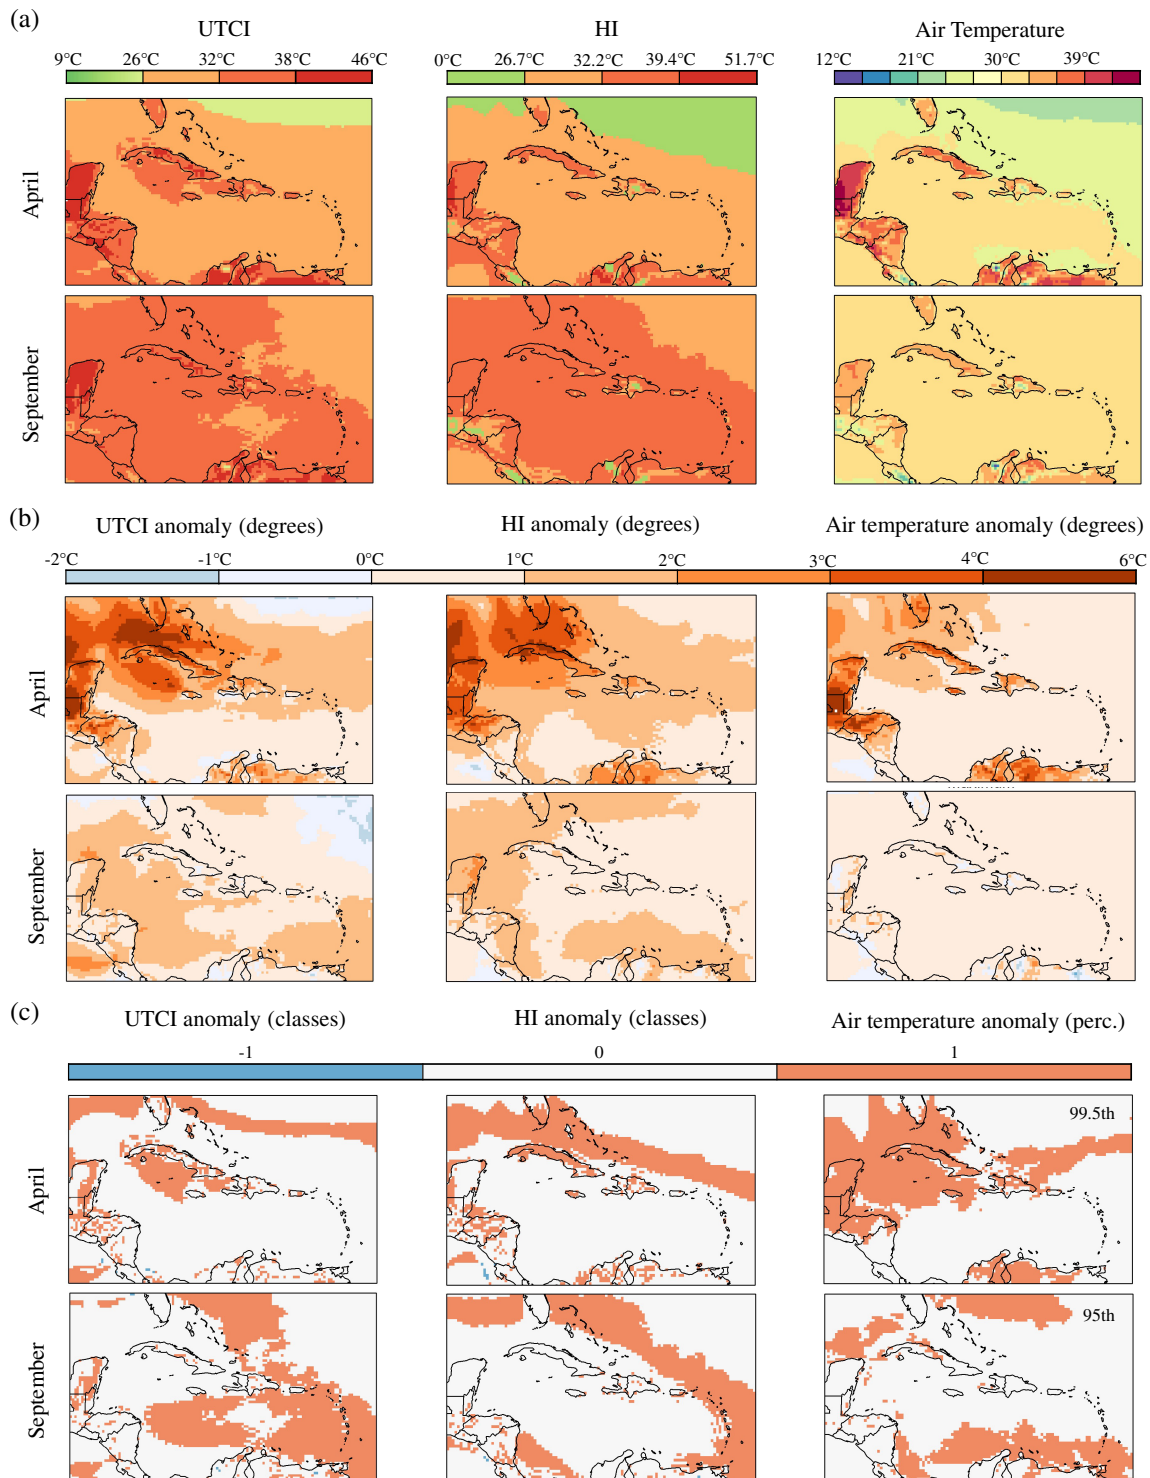 (a)
UTCI HI Air Temperature
9°C 26°C 32°C 38°C 46°C 0°C 26.7°C 32.2°C 39.4°C 51.7°C 12°C 21°C 30°C 39°C
April
September
(b)
UTCI anomaly (degrees) HI anomaly (degrees) Air temperature anomaly (degrees)
-2°C -1°C 0°C 1°C 2°C 3°C 4°C 6°C
April
September
(c)
UTCI anomaly (classes) HI anomaly (classes) Air temperature anomaly (perc.)
-1 0 1
April
99.5th
September
95th